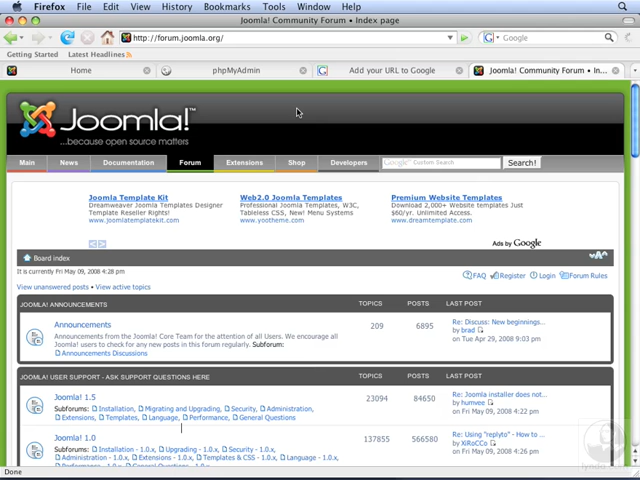 Firefox File Edit View History Bookmarks Tools Window Help
Joomla! Community Forum • Index page
http://forum.joomla.org/
Google
Getting Started Latest Headlines
Home phpMyAdmin Add your URL to Google Joomla! Community Forum • In...
Joomla!™
...because open source matters
Main News Documentation Forum Extensions Shop Developers Google™ Custom Search Search!
Joomla Template Kit
Dreamweaver Joomla Templates Designer
Template Reseller Rights!
www.joomlatemplatekit.com
Web2.0 Joomla Templates
Professional Joomla Templates, W3C,
Tableless CSS, New! Menu Systems
www.yootheme.com
Premium Website Templates
Download 2,000+ Website templates Just
$60/yr. Unlimited Access.
www.dreamtemplate.com
Ads by Google
Board index
It is currently Fri May 09, 2008 4:28 pm
FAQ Register Login Forum Rules
View unanswered posts • View active topics
JOOMLA! ANNOUNCEMENTS TOPICS POSTS LAST POST
Announcements
Announcements from the Joomla! Core Team for the attention of all Users. We encourage all
Joomla! users to check for any new posts in this forum regularly. Subforum:
Announcements Discussions
209 6895
Re: Discuss: New beginnings...
by brad
on Tue Apr 29, 2008 9:03 pm
JOOMLA! USER SUPPORT - ASK SUPPORT QUESTIONS HERE TOPICS POSTS LAST POST
Joomla! 1.5
Subforums: Installation, Migrating and Upgrading, Security, Administration,
Extensions, Templates, Language, Performance, General Questions
23094 84650
Re: Joomla installer does not...
by humvee
on Fri May 09, 2008 4:22 pm
Joomla! 1.0
Subforums: Installation - 1.0.x, Upgrading - 1.0.x, Security - 1.0.x,
Administration - 1.0.x, Extensions - 1.0.x, Templates & CSS - 1.0.x, Language - 1.0.x,
Performance - 1.0.x, General Questions - 1.0.x
137855 566580
Re: Using "replyto" - How to ...
by XiRoCCo
on Fri May 09, 2008 4:26 pm
Done
lynda.com